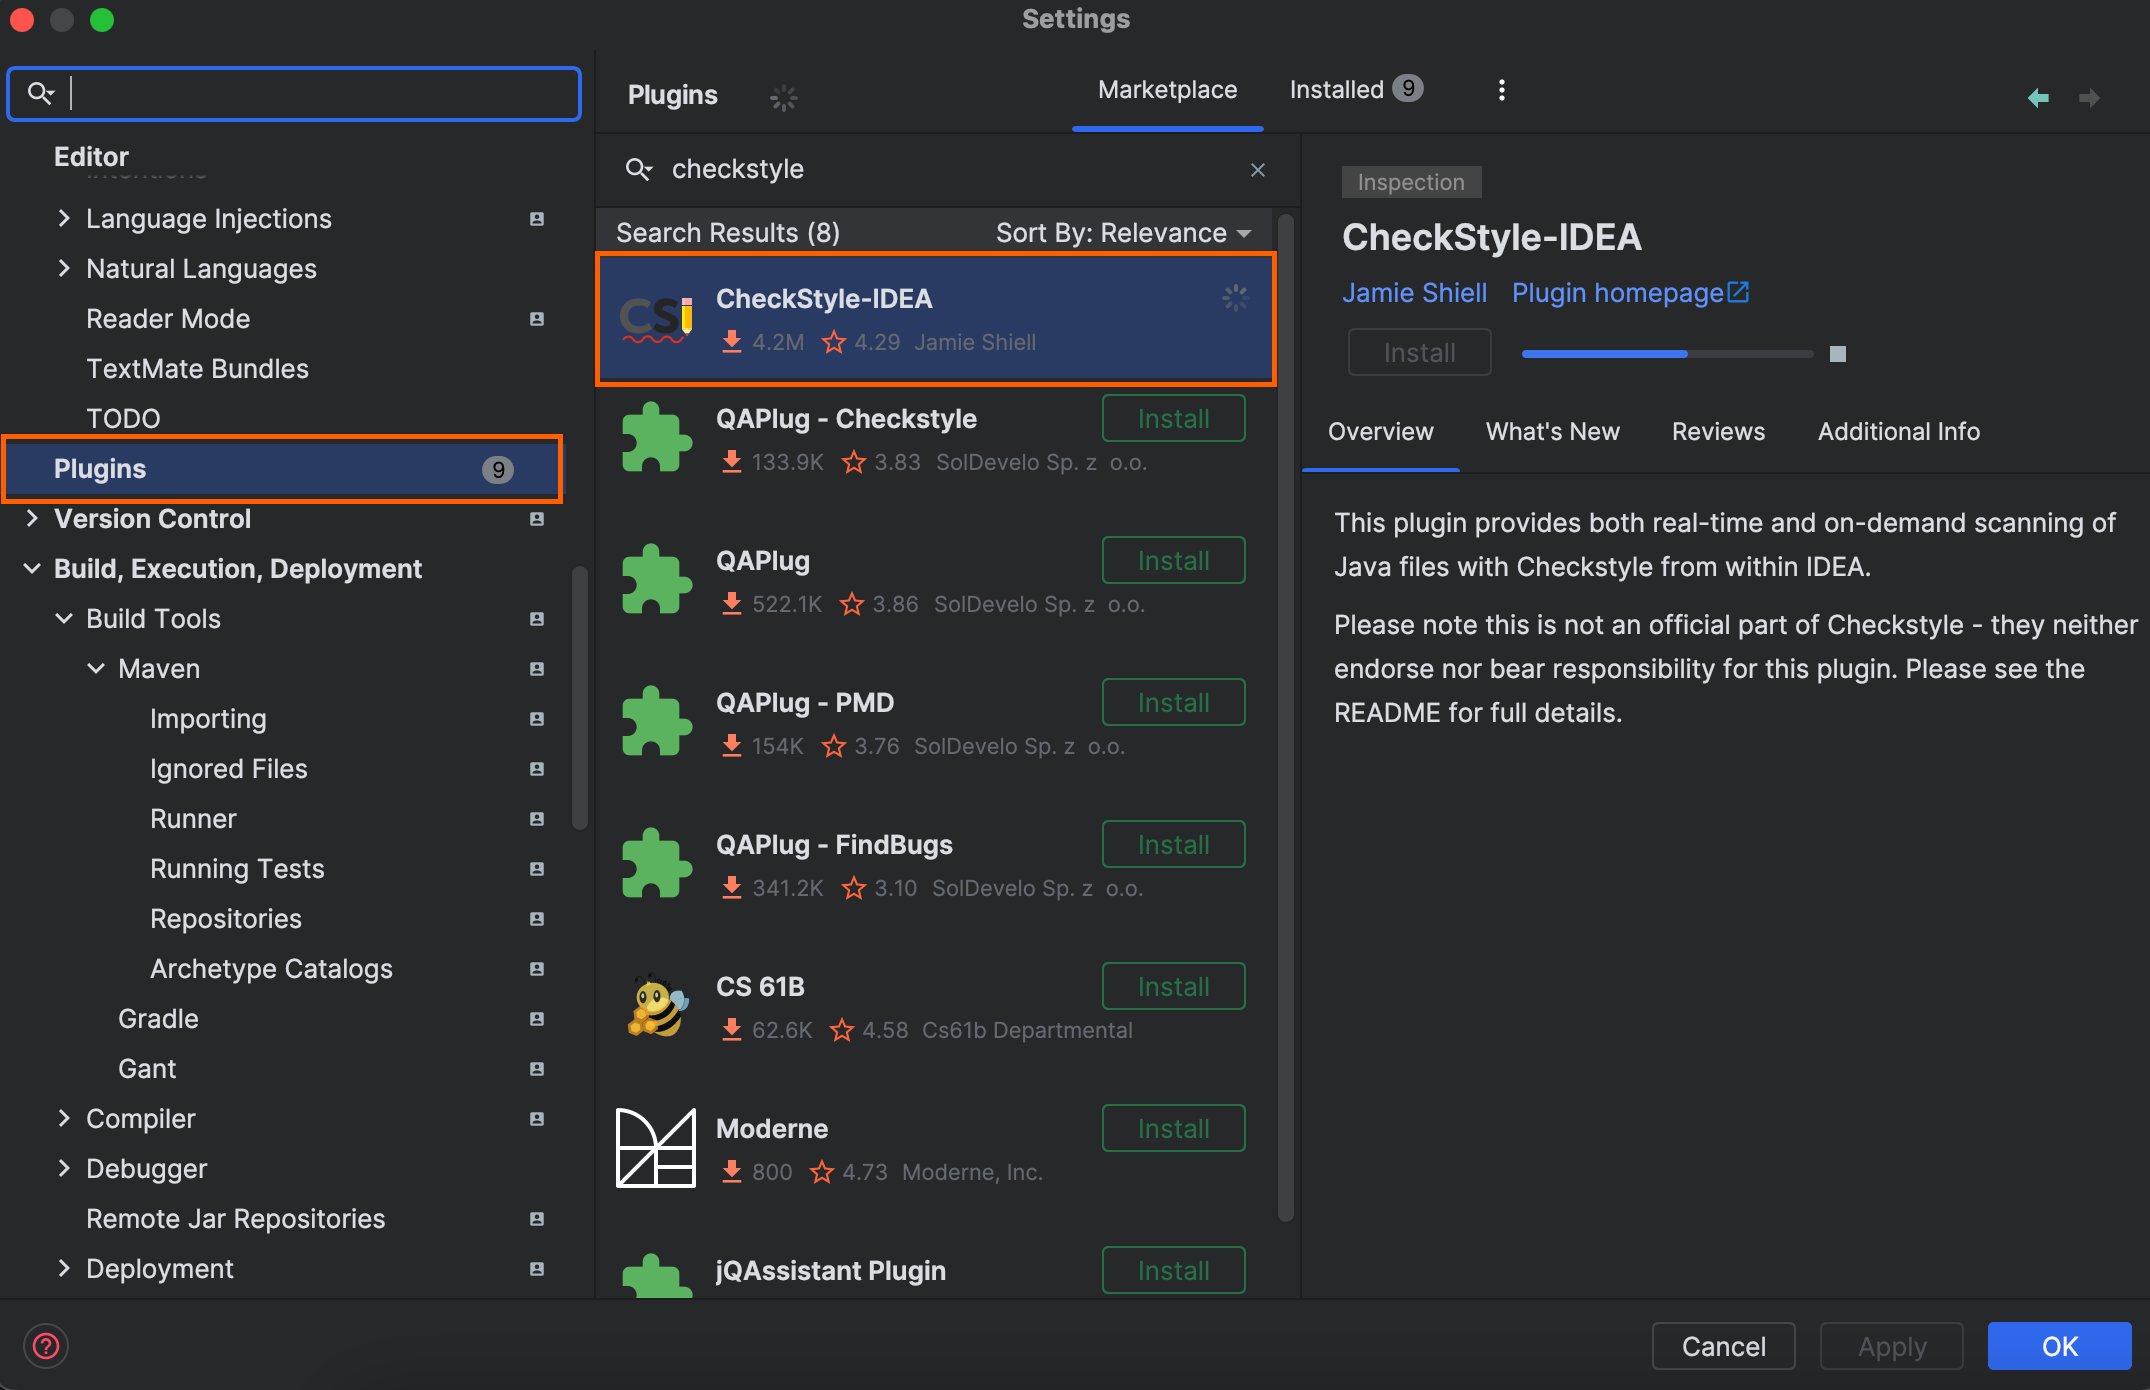 Settings
Editor
Intentions
Language Injections
Natural Languages
Reader Mode
TextMate Bundles
TODO
Plugins 9
Version Control
Build, Execution, Deployment
Build Tools
Maven
Importing
Ignored Files
Runner
Running Tests
Repositories
Archetype Catalogs
Gradle
Gant
Compiler
Debugger
Remote Jar Repositories
Deployment
Plugins
Marketplace
Installed 9
checkstyle
Search Results (8)
Sort By: Relevance
CSI
CheckStyle-IDEA
4.2M 4.29 Jamie Shiell
QAPlug - Checkstyle
Install
133.9K 3.83 SolDevelo Sp. z o.o.
QAPlug
Install
522.1K 3.86 SolDevelo Sp. z o.o.
QAPlug - PMD
Install
154K 3.76 SolDevelo Sp. z o.o.
QAPlug - FindBugs
Install
341.2K 3.10 SolDevelo Sp. z o.o.
CS 61B
Install
62.6K 4.58 Cs61b Departmental
Moderne
Install
800 4.73 Moderne, Inc.
jQAssistant Plugin
Install
Inspection
CheckStyle-IDEA
Jamie Shiell
Plugin homepage
Install
Overview
What's New
Reviews
Additional Info
This plugin provides both real-time and on-demand scanning of
Java files with Checkstyle from within IDEA.
Please note this is not an official part of Checkstyle - they neither
endorse nor bear responsibility for this plugin. Please see the
README for full details.
?
Cancel
Apply
OK